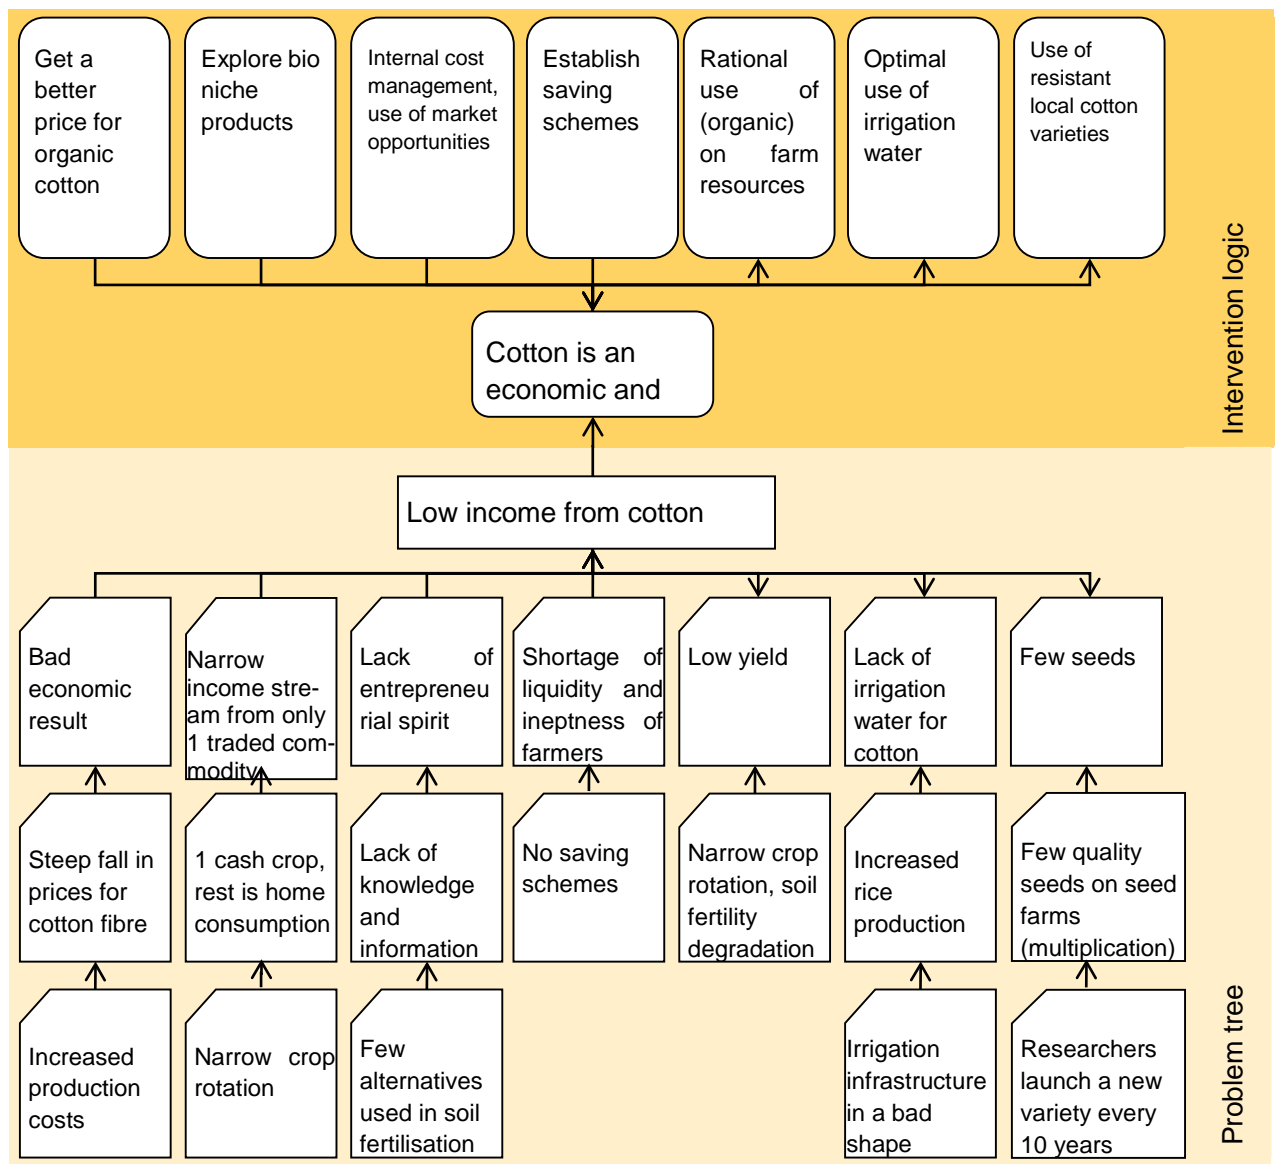 Get a
better
price for
organic
cotton
Explore bio
niche
products
Internal cost
management,
use of market
opportunities
Establish
saving
schemes
Rational
use of
(organic)
on farm
resources
Optimal
use of
irrigation
water
Use of
resistant
local cotton
varieties
Intervention logic
Cotton is an
economic and
Low income from cotton
Bad
economic
result
Narrow
income stre-
am from only
1 traded com-
modity
Lack of
entrepreneu
rial spirit
Shortage of
liquidity and
ineptness of
farmers
Low yield
Lack of
irrigation
water for
cotton
Few seeds
Steep fall in
prices for
cotton fibre
1 cash crop,
rest is home
consumption
Lack of
knowledge
and
information
No saving
schemes
Narrow crop
rotation, soil
fertility
degradation
Increased
rice
production
Few quality
seeds on seed
farms
(multiplication)
Increased
production
costs
Narrow crop
rotation
Few
alternatives
used in soil
fertilisation
Irrigation
infrastructure
in a bad
shape
Researchers
launch a new
variety every
10 years
Problem tree